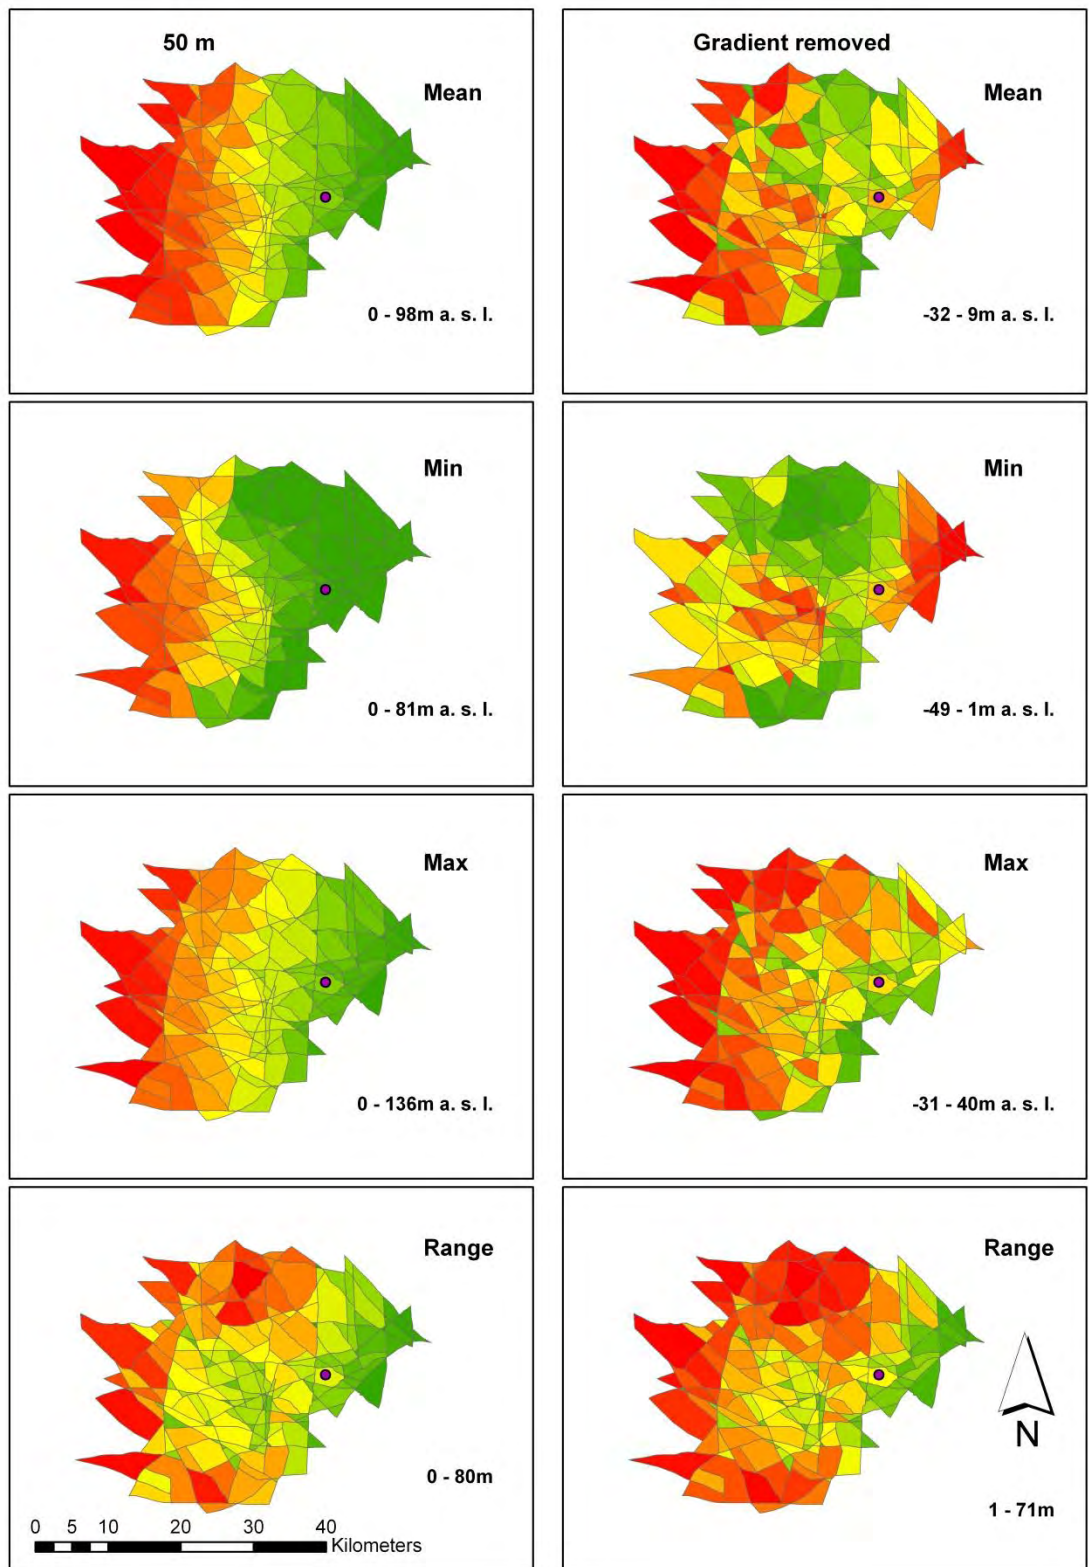 50 m
Gradient removed
Mean
Mean
0 - 98m a. s. l.
-32 - 9m a. s. l.
Min
Min
0 - 81m a. s. l.
-49 - 1m a. s. l.
Max
Max
0 - 136m a. s. l.
-31 - 40m a. s. l.
Range
Range
N
0 - 80m
1 - 71m
0 5 10 20 30 40
Kilometers